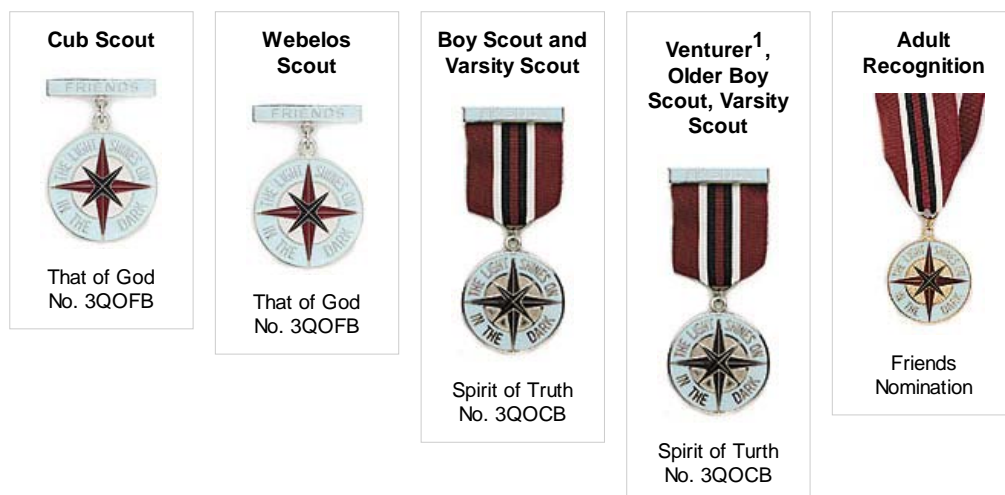 Cub Scout
FRIENDS
THE LIGHT SHINES ON
IN THE DARK
That of God
No. 3QOFB
Webelos
Scout
FRIENDS
THE LIGHT SHINES ON
IN THE DARK
That of God
No. 3QOFB
Boy Scout and
Varsity Scout
FRIENDS
THE LIGHT SHINES ON
IN THE DARK
Spirit of Truth
No. 3QOCB
Venturer1,
Older Boy
Scout, Varsity
Scout
FRIENDS
THE LIGHT SHINES ON
IN THE DARK
Spirit of Turth
No. 3QOCB
Adult
Recognition
THE LIGHT SHINES ON
IN THE DARK
Friends
Nomination